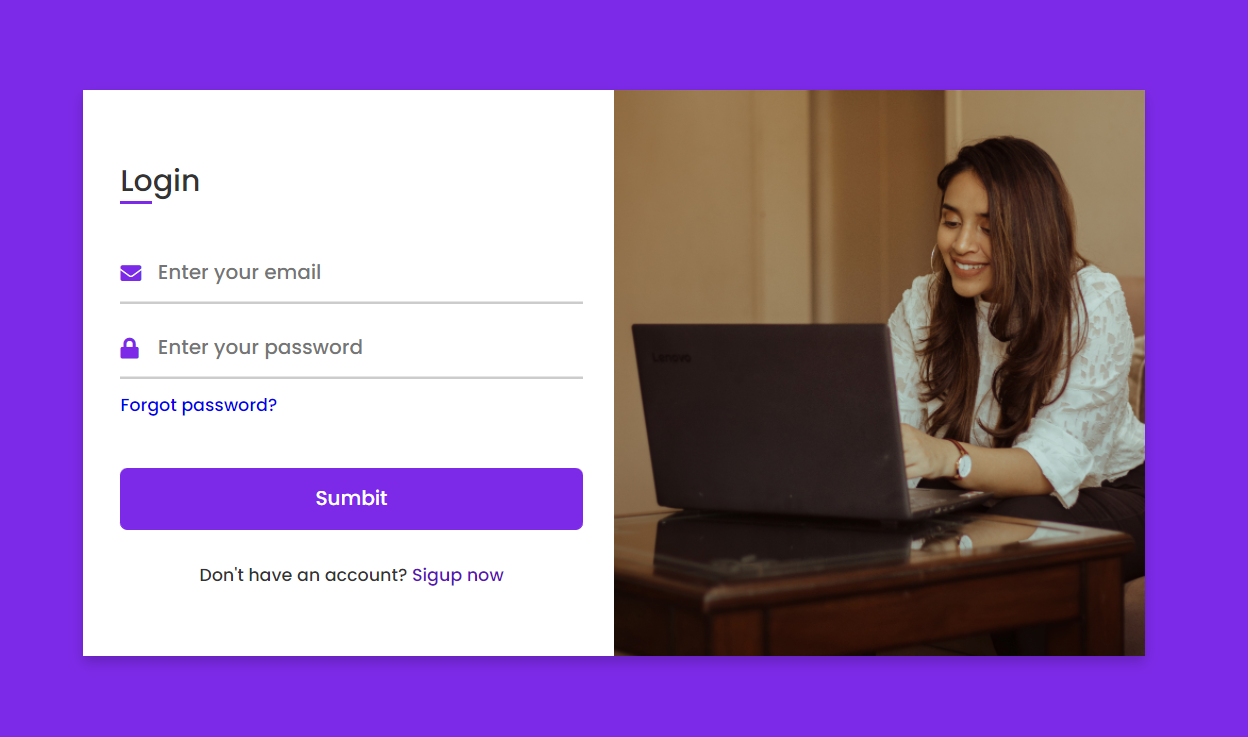 Login
Enter your email
Enter your password
Forgot password?
Sumbit
Don't have an account? Sigup now
Lenovo